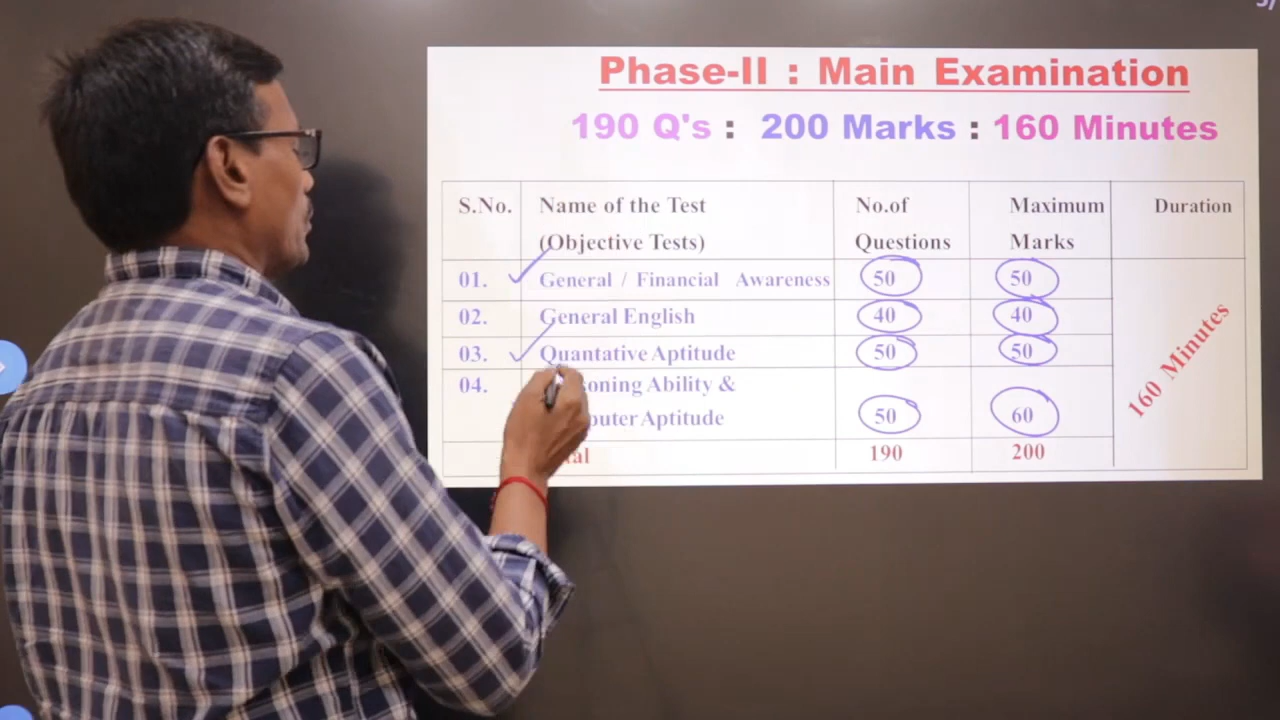 Phase-II : Main Examination
190 Q's : 200 Marks : 160 Minutes
S.No. Name of the Test (Objective Tests) No.of Questions Maximum Marks Duration
01. General / Financial Awareness 50 50
02. General English 40 40
03. Quantative Aptitude 50 50
04. Ability &
Aptitude 50 60
190 200
160 Minutes